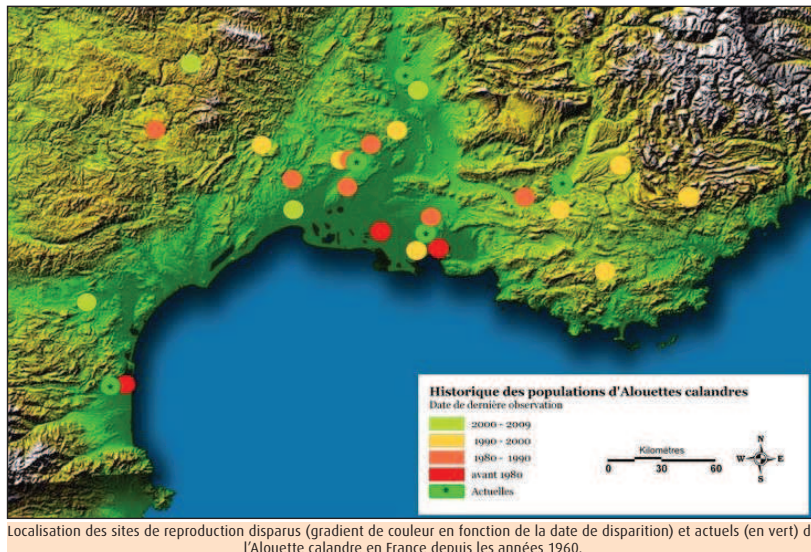 Historique des populations d'Alouettes calandres
Date de dernière observation
2000 - 2009
1990 - 2000
1980 - 1990
avant 1980
Actuelles
Kilomètres
0 30 60
N
W E
S
Localisation des sites de reproduction disparus (gradient de couleur en fonction de la date de disparition) et actuels (en vert) d
l'Alouette calandre en France depuis les années 1960.